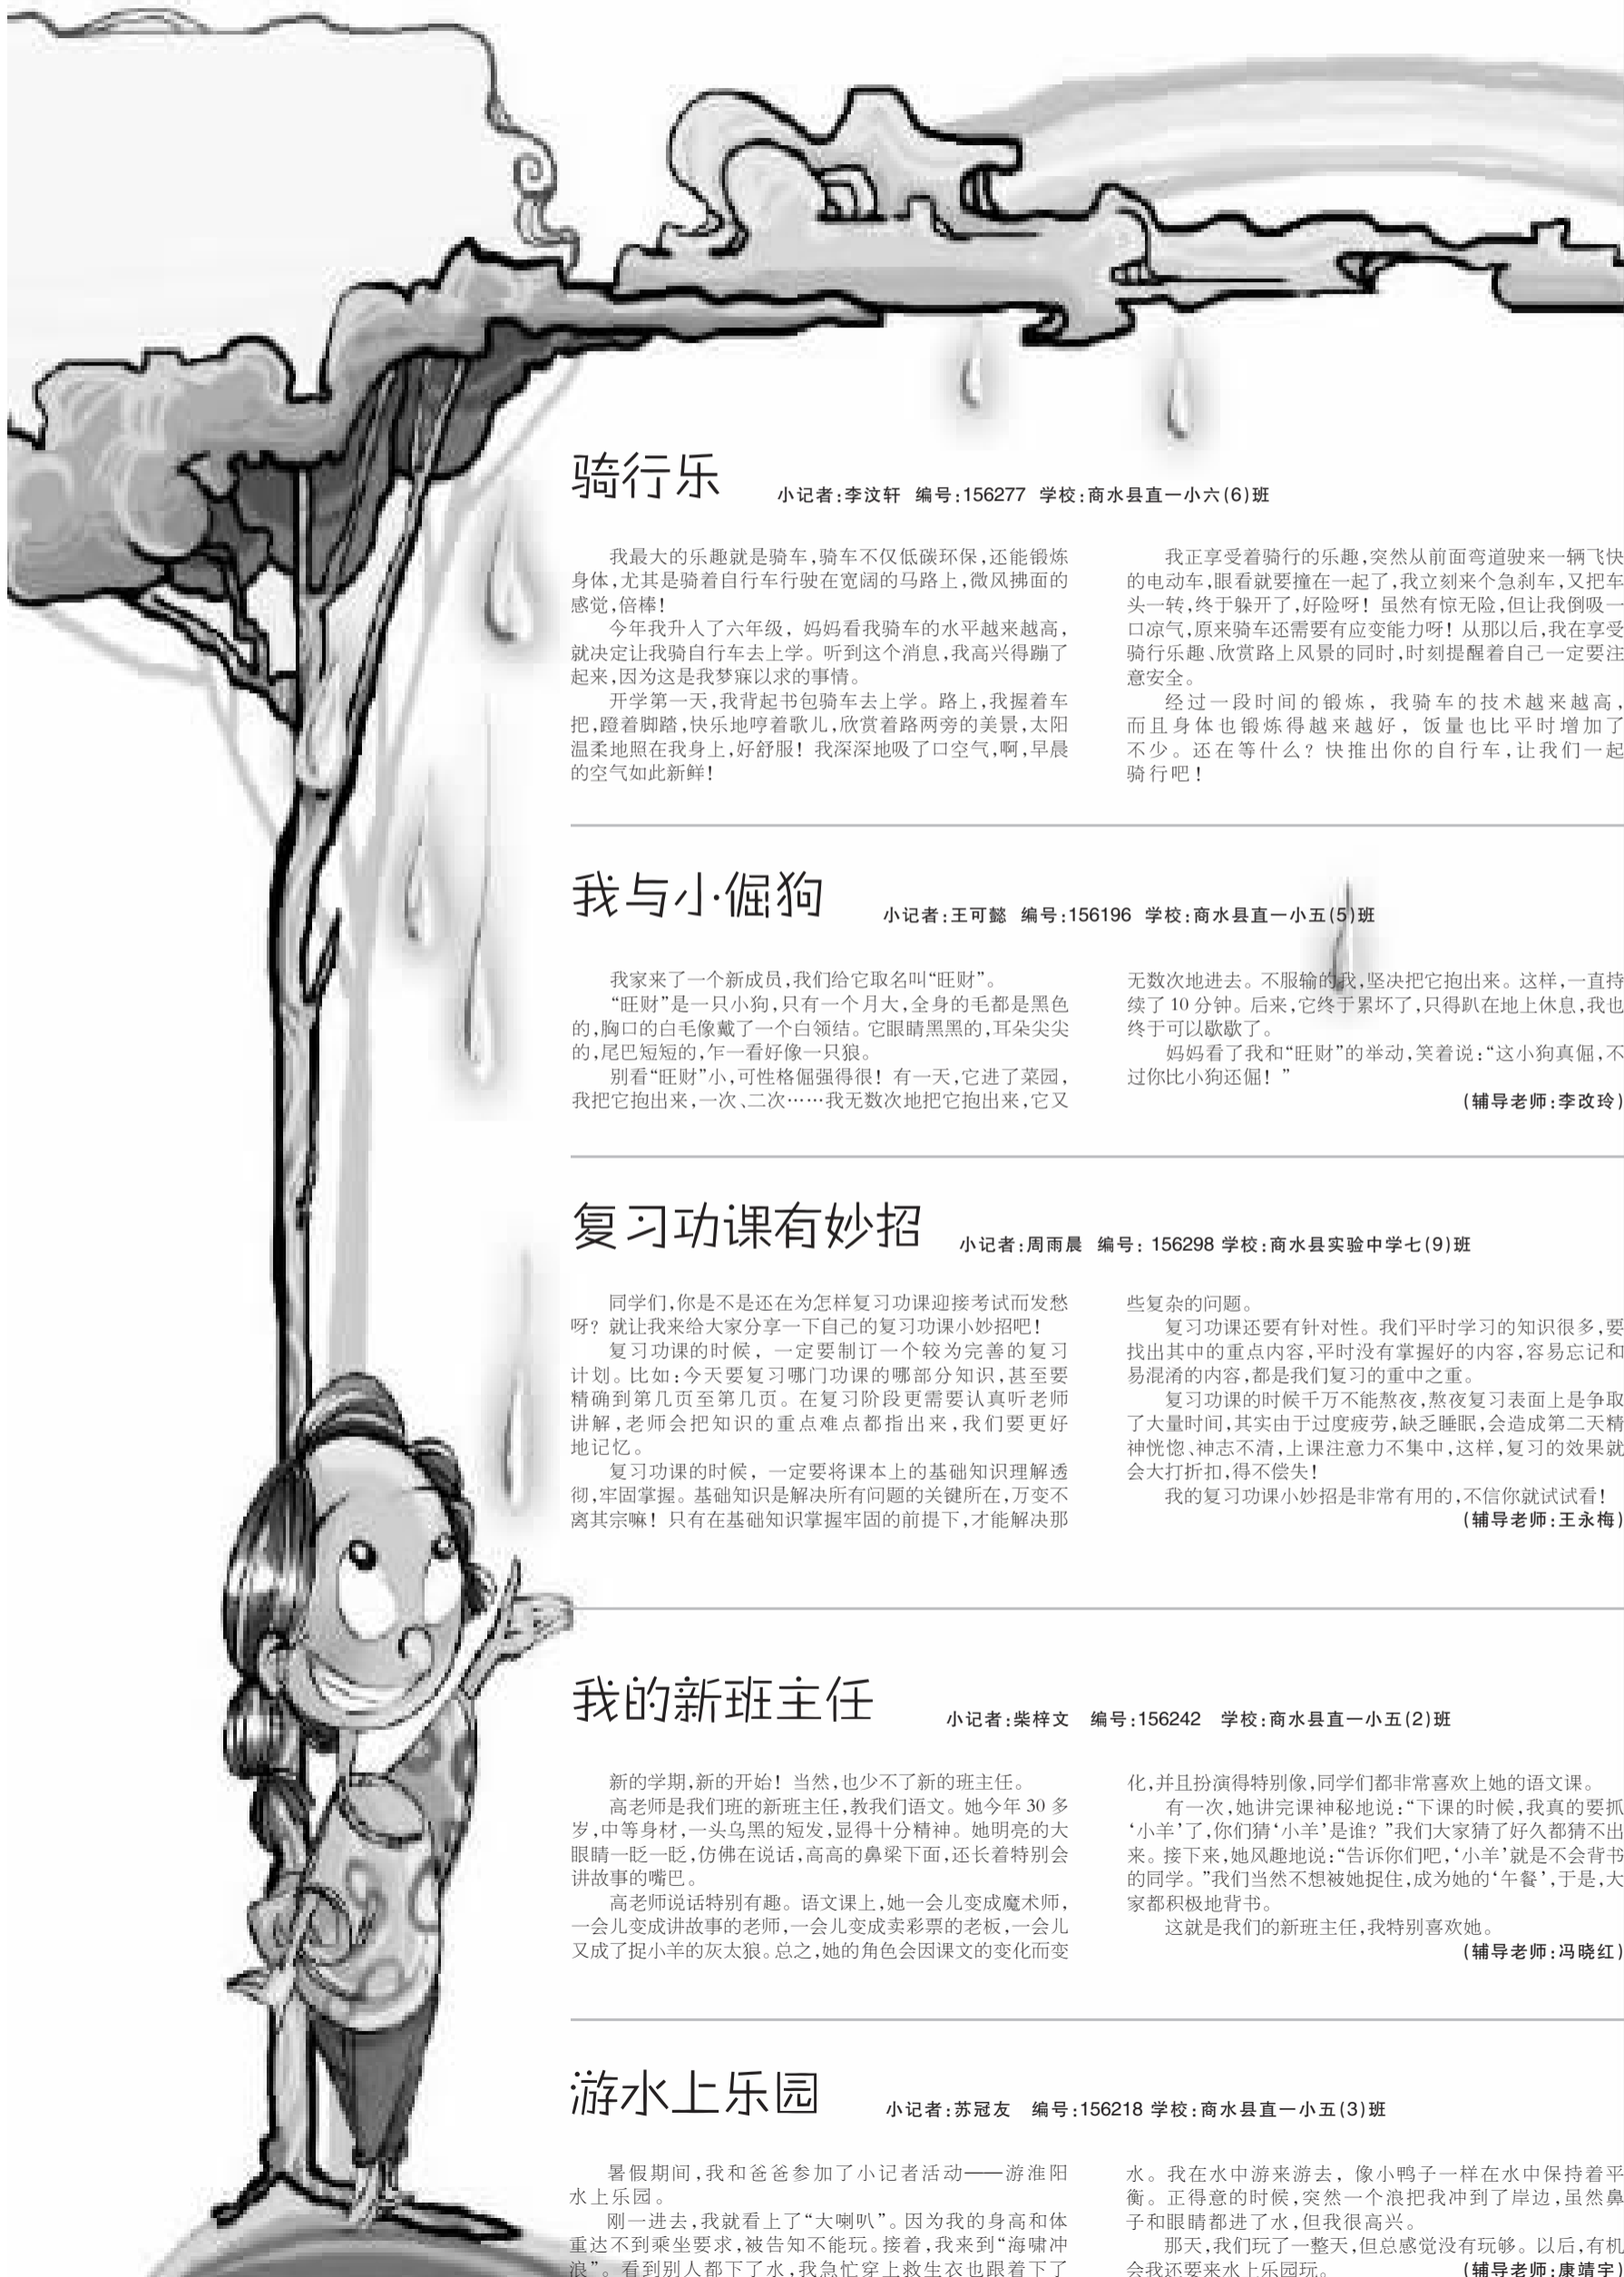 骑行乐
小记者:李汶轩 编号:156277 学校:商水县直一小六(6)班
我最大的乐趣就是骑车,骑车不仅低碳环保,还能锻炼
身体,尤其是骑着自行车行驶在宽阔的马路上,微风拂面的
感觉,倍棒!
今年我升入了六年级,妈妈看我骑车的水平越来越高,
就决定让我骑自行车去上学。听到这个消息,我高兴得蹦了
起来,因为这是我梦寐以求的事情。
开学第一天,我背起书包骑车去上学。路上,我握着车
把,蹬着脚踏,快乐地哼着歌儿,欣赏着路两旁的美景,太阳
温柔地照在我身上,好舒服!我深深地吸了口空气,啊,早晨
的空气如此新鲜!
我正享受着骑行的乐趣,突然从前面弯道驶来一辆飞快
的电动车,眼看就要撞在一起了,我立刻来个急刹车,又把车
头一转,终于躲开了,好险呀!虽然有惊无险,但让我倒吸一
口凉气,原来骑车还需要有应变能力呀!从那以后,我在享受
骑行乐趣、欣赏路上风景的同时,时刻提醒着自己一定要注
意安全。
经过一段时间的锻炼,我骑车的技术越来越高,
而且身体也锻炼得越来越好,饭量也比平时增加了
不少。还在等什么?快推出你的自行车,让我们一起
骑行吧!
我与小倔狗
小记者:王可懿 编号:156196 学校:商水县直一小五(5)班
我家来了一个新成员,我们给它取名叫“旺财”。
“旺财”是一只小狗,只有一个月大,全身的毛都是黑色
的,胸口的白毛像戴了一个白领结。它眼睛黑黑的,耳朵尖尖
的,尾巴短短的,乍一看好像一只狼。
别看“旺财”小,可性格倔强得很!有一天,它进了菜园,
我把它抱出来,一次、二次……我无数次地把它抱出来,它又
无数次地进去。不服输的我,坚决把它抱出来。这样,一直持
续了10分钟。后来,它终于累坏了,只得趴在地上休息,我也
终于可以歇歇了。
妈妈看了我和“旺财”的举动,笑着说:“这小狗真倔,不
过你比小狗还倔!”
(辅导老师:李改玲)
复习功课有妙招
小记者:周雨晨 编号: 156298 学校:商水县实验中学七(9)班
同学们,你是不是还在为怎样复习功课迎接考试而发愁
呀?就让我来给大家分享一下自己的复习功课小妙招吧!
复习功课的时候,一定要制订一个较为完善的复习
计划。比如:今天要复习哪门功课的哪部分知识,甚至要
精确到第几页至第几页。在复习阶段更需要认真听老师
讲解,老师会把知识的重点难点都指出来,我们要更好
地记忆。
复习功课的时候,一定要将课本上的基础知识理解透
彻,牢固掌握。基础知识是解决所有问题的关键所在,万变不
离其宗嘛!只有在基础知识掌握牢固的前提下,才能解决那
些复杂的问题。
复习功课还要有针对性。我们平时学习的知识很多,要
找出其中的重点内容,平时没有掌握好的内容,容易忘记和
易混淆的内容,都是我们复习的重中之重。
复习功课的时候千万不能熬夜,熬夜复习表面上是争取
了大量时间,其实由于过度疲劳,缺乏睡眠,会造成第二天精
神恍惚、神志不清,上课注意力不集中,这样,复习的效果就
会大打折扣,得不偿失!
我的复习功课小妙招是非常有用的,不信你就试试看!
(辅导老师:王永梅)
我的新班主任
小记者:柴梓文 编号:156242 学校:商水县直一小五(2)班
新的学期,新的开始!当然,也少不了新的班主任。
高老师是我们班的新班主任,教我们语文。她今年30多
岁,中等身材,一头乌黑的短发,显得十分精神。她明亮的大
眼睛一眨一眨,仿佛在说话,高高的鼻梁下面,还长着特别会
讲故事的嘴巴。
高老师说话特别有趣。语文课上,她一会儿变成魔术师,
一会儿变成讲故事的老师,一会儿变成卖彩票的老板,一会儿
又成了捉小羊的灰太狼。总之,她的角色会因课文的变化而变
化,并且扮演得特别像,同学们都非常喜欢上她的语文课。
有一次,她讲完课神秘地说:“下课的时候,我真的要抓
‘小羊’了,你们猜‘小羊’是谁?”我们大家猜了好久都猜不出
来。接下来,她风趣地说:“告诉你们吧,‘小羊’就是不会背书
的同学。”我们当然不想被她捉住,成为她的‘午餐’,于是,大
家都积极地背书。
这就是我们的新班主任,我特别喜欢她。
(辅导老师:冯晓红)
游水上乐园
小记者:苏冠友 编号:156218 学校:商水县直一小五(3)班
暑假期间,我和爸爸参加了小记者活动——游淮阳
水上乐园。
刚一进去,我就看上了“大喇叭”。因为我的身高和体
重达不到乘坐要求,被告知不能玩。接着,我来到“海啸冲
浪”。看到别人都下了水,我急忙穿上救生衣也跟着下了
水。我在水中游来游去,像小鸭子一样在水中保持着平
衡。正得意的时候,突然一个浪把我冲到了岸边,虽然鼻
子和眼睛都进了水,但我很高兴。
那天,我们玩了一整天,但总感觉没有玩够。以后,有机
会我还要来水上乐园玩。
(辅导老师:康靖宇)